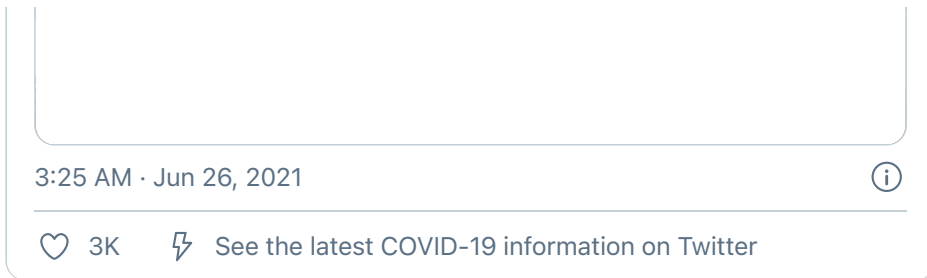 3:25 AM · Jun 26, 2021
3K See the latest COVID-19 information on Twitter